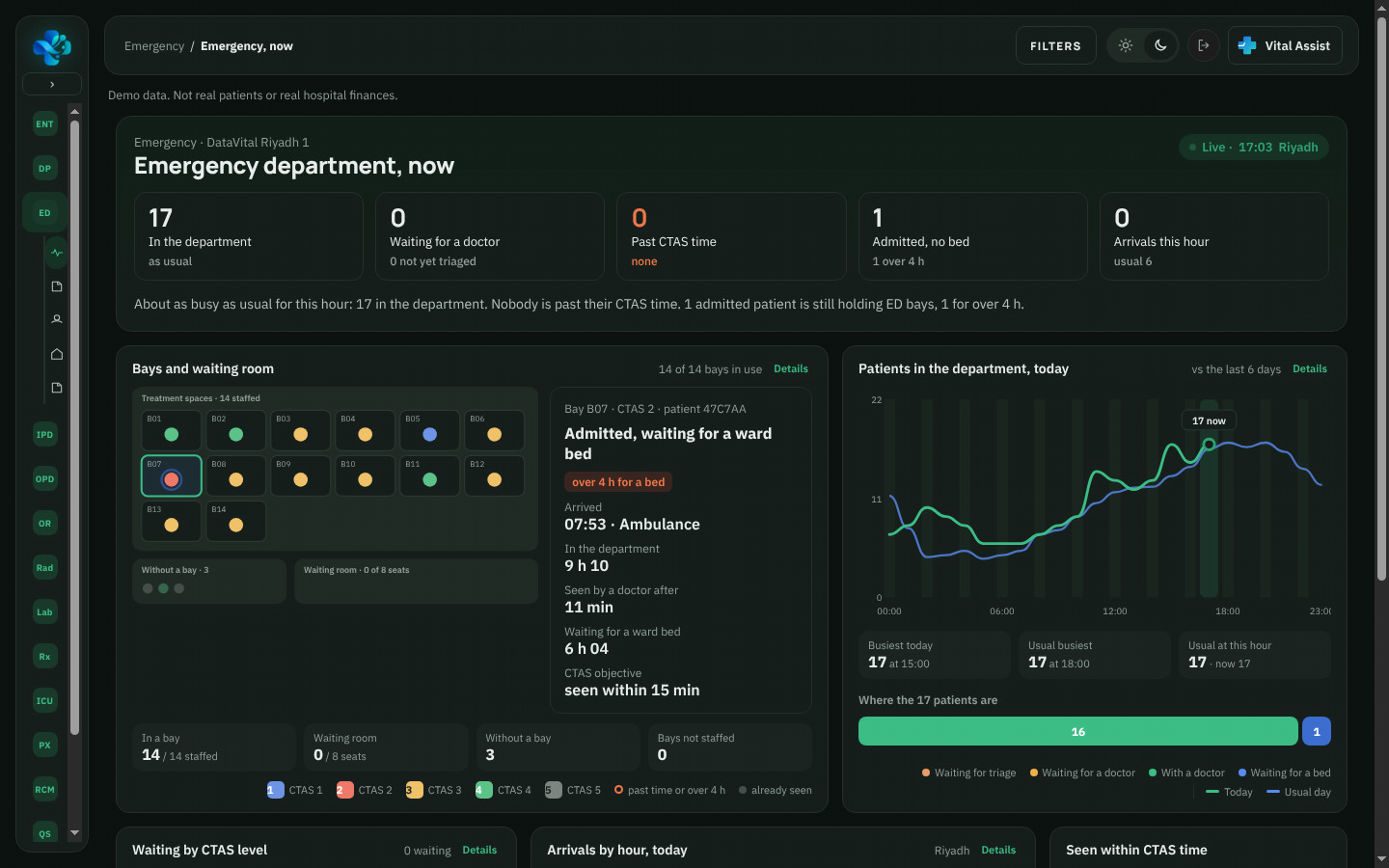 Emergency / Emergency, now
FILTERS
Vital Assist
ENT
DP
ED
IPD
OPD
OR
Rad
Lab
Rx
ICU
PX
RCM
QS
Demo data. Not real patients or real hospital finances.
Emergency · DataVital Riyadh 1
Emergency department, now
Live · 17:03 Riyadh
17
In the department
as usual
0
Waiting for a doctor
0 not yet triaged
0
Past CTAS time
none
1
Admitted, no bed
1 over 4 h
0
Arrivals this hour
usual 6
About as busy as usual for this hour: 17 in the department. Nobody is past their CTAS time. 1 admitted patient is still holding ED bays, 1 for over 4 h.
Bays and waiting room
14 of 14 bays in use Details
Treatment spaces · 14 staffed
B01 B02 B03 B04 B05 B06
B07 B08 B09 B10 B11 B12
B13 B14
Without a bay · 3
Waiting room · 0 of 8 seats
Bay B07 · CTAS 2 · patient 47C7AA
Admitted, waiting for a ward
bed
over 4 h for a bed
Arrived
07:53 · Ambulance
In the department
9 h 10
Seen by a doctor after
11 min
Waiting for a ward bed
6 h 04
CTAS objective
seen within 15 min
In a bay
14 / 14 staffed
Waiting room
0 / 8 seats
Without a bay
3
Bays not staffed
0
1 CTAS 1 2 CTAS 2 3 CTAS 3 4 CTAS 4 5 CTAS 5 past time or over 4 h already seen
Patients in the department, today
vs the last 6 days Details
22
17 now
11
0
00:00 06:00 12:00 18:00 23:00
Busiest today
17 at 15:00
Usual busiest
17 at 18:00
Usual at this hour
17 · now 17
Where the 17 patients are
16 1
Waiting for triage Waiting for a doctor With a doctor Waiting for a bed
Today Usual day
Waiting by CTAS level
0 waiting Details
Arrivals by hour, today
Riyadh Details
Seen within CTAS time